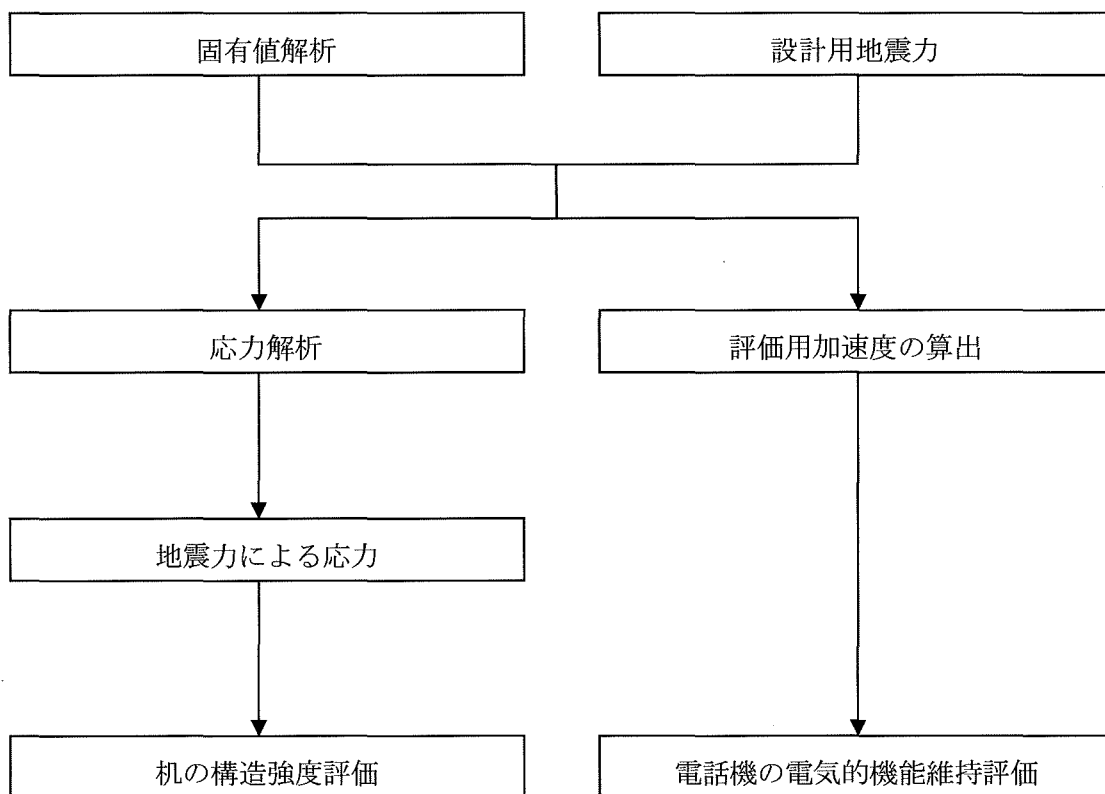 固有値解析
設計用地震力
応力解析
評価用加速度の算出
地震力による応力
机の構造強度評価
電話機の電気的機能維持評価